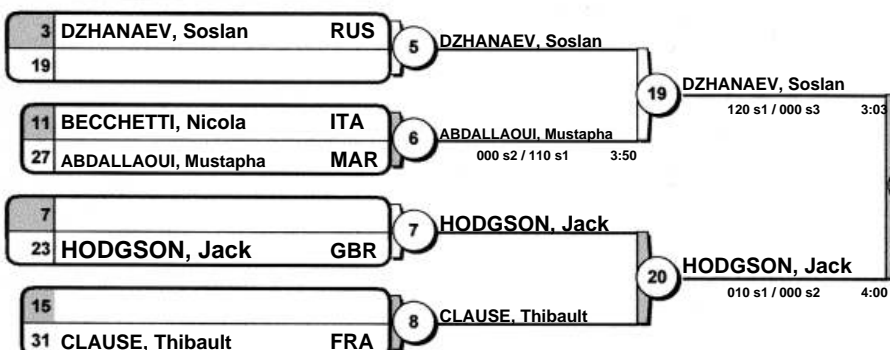 3 DZHANAEV, Soslan RUS
19
5
DZHANAEV, Soslan
11 BECCHETTI, Nicola ITA
27 ABDALLAOUI, Mustapha MAR
6
ABDALLAOUI, Mustapha
000 s2 / 110 s1 3:50
19
DZHANAEV, Soslan
120 s1 / 000 s3 3:03
7
23 HODGSON, Jack GBR
7
HODGSON, Jack
15
31 CLAUSE, Thibault FRA
8
CLAUSE, Thibault
20
HODGSON, Jack
010 s1 / 000 s2 4:00